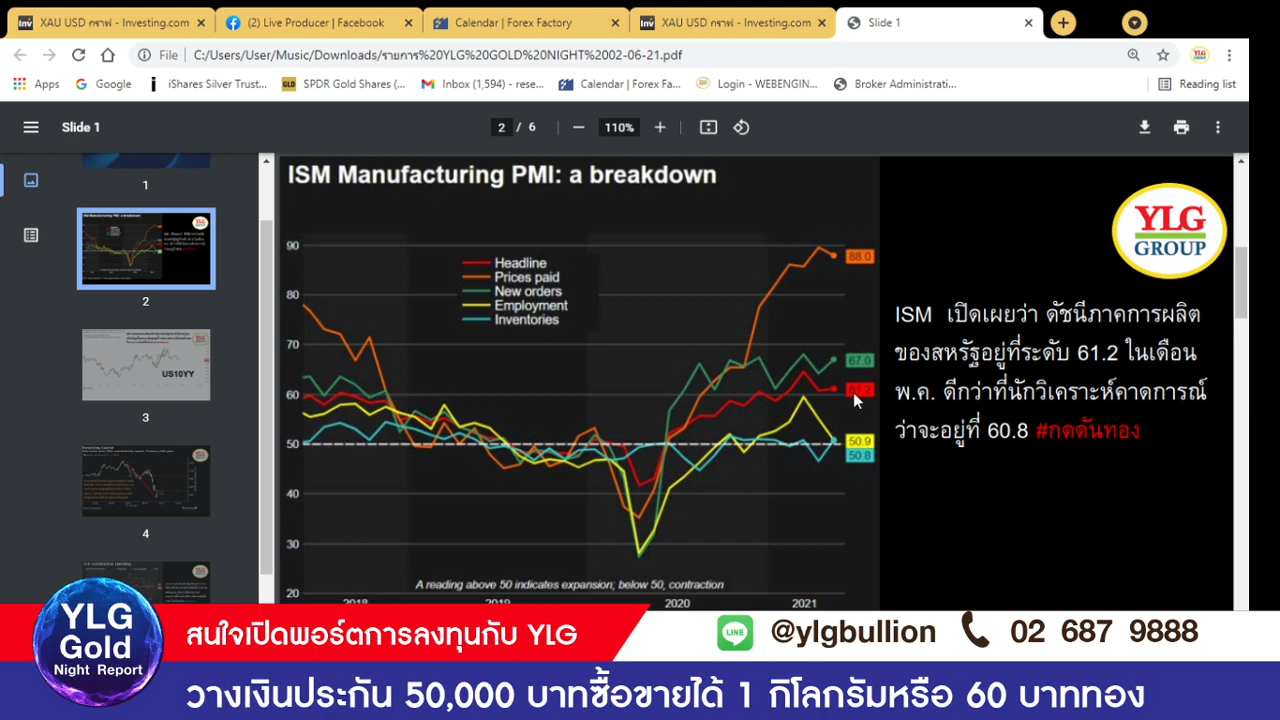 XAU USD กราฟ - Investing.com
(2) Live Producer | Facebook
Calendar | Forex Factory
XAU USD กราฟ - Investing.com
Slide 1
File
C:/Users/User/Music/Downloads/รายการ%20YLG%20GOLD%20NIGHT%2002-06-21.pdf
Apps
Google
iShares Silver Trust...
SPDR Gold Shares (...
Inbox (1,594) - rese...
Calendar | Forex Fa...
Login - WEBENGIN...
Broker Administrati...
Reading list
Slide 1
2 / 6
110%
1
2
3
US10YY
4
ISM Manufacturing PMI: a breakdown
90
80
70
60
50
40
30
20
Headline
Prices paid
New orders
Employment
Inventories
88.0
67.0
61.2
50.9
50.8
A reading above 50 indicates expansion; below 50, contraction
2018
2019
2020
2021
YLG
GROUP
ISM เปิดเผยว่า ดัชนีภาคการผลิต
ของสหรัฐอยู่ที่ระดับ 61.2 ในเดือน
พ.ค. ดีกว่าที่นักวิเคราะห์คาดการณ์
ว่าจะอยู่ที่ 60.8 #กดดันทอง
YLG
Gold
Night Report
สนใจเปิดพอร์ตการลงทุนกับ YLG
LINE
@ylgbullion
02 687 9888
วางเงินประกัน 50,000 บาทซื้อขายได้ 1 กิโลกรัมหรือ 60 บาททอง